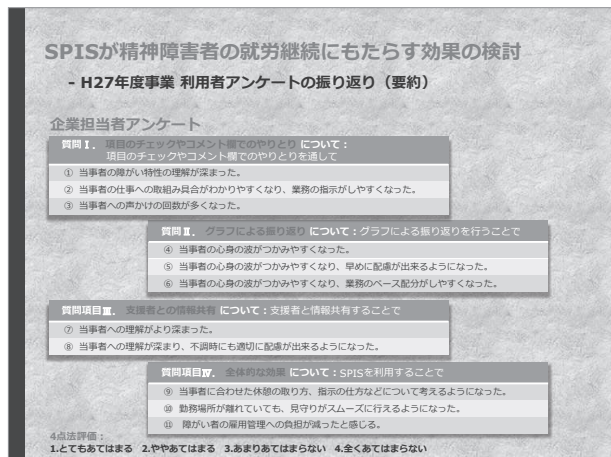 SPISが精神障害者の就労継続にもたらす効果の検討
- H27年度事業 利用者アンケートの振り返り（要約）
企業担当者アンケート
質問Ⅰ. 項目のチェックやコメント欄でのやりとり について：
項目のチェックやコメント欄でのやりとりを通して
① 当事者の障がい特性の理解が深まった。
② 当事者の仕事への取組み具合がわかりやすくなり、業務の指示がしやすくなった。
③ 当事者への声かけの回数が多くなった。
質問Ⅱ. グラフによる振り返り について：グラフによる振り返りを行うことで
④ 当事者の心身の波がつかみやすくなった。
⑤ 当事者の心身の波がつかみやすくなり、早めに配慮が出来るようになった。
⑥ 当事者の心身の波がつかみやすくなり、業務のペース配分がしやすくなった。
質問項目Ⅲ. 支援者との情報共有 について：支援者と情報共有することで
⑦ 当事者への理解がより深まった。
⑧ 当事者への理解が深まり、不調時にも適切に配慮が出来るようになった。
質問項目Ⅳ. 全体的な効果 について：SPISを利用することで
⑨ 当事者に合わせた休憩の取り方、指示の仕方などについて考えるようになった。
⑩ 勤務場所が離れていても、見守りがスムーズに行えるようになった。
⑪ 障がい者の雇用管理への負担が減ったと感じる。
4点法評価：
1.とてもあてはまる 2.ややあてはまる 3.あまりあてはまらない 4.全くあてはまらない